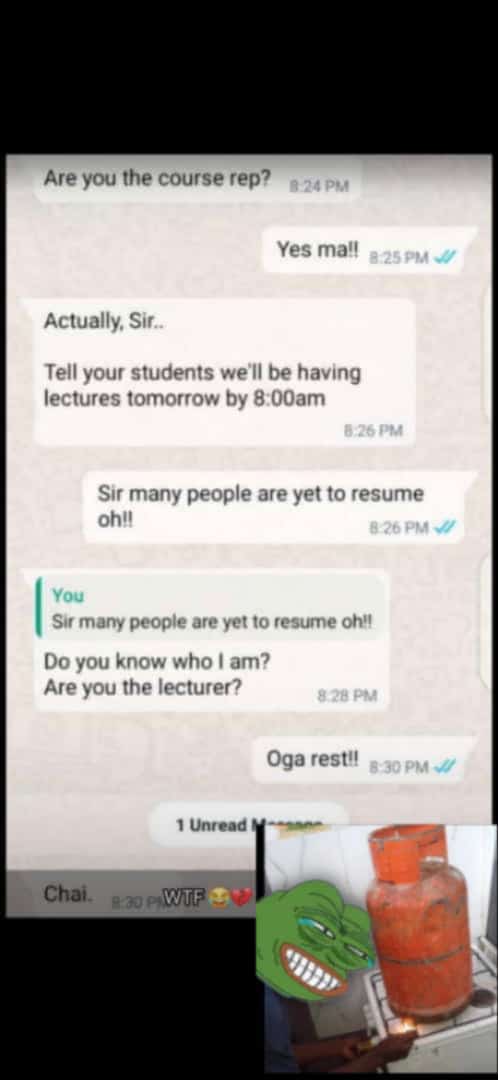 Are you the course rep? 8:24 PM
Yes ma!! 8:25 PM
Actually, Sir..
Tell your students we'll be having
lectures tomorrow by 8:00am
8:26 PM
Sir many people are yet to resume
oh!! 8:26 PM
You
Sir many people are yet to resume oh!!
Do you know who I am?
Are you the lecturer? 8:28 PM
Oga rest!! 8:30 PM
1 Unread
Chai. 8:30 PM WTF 😂💔